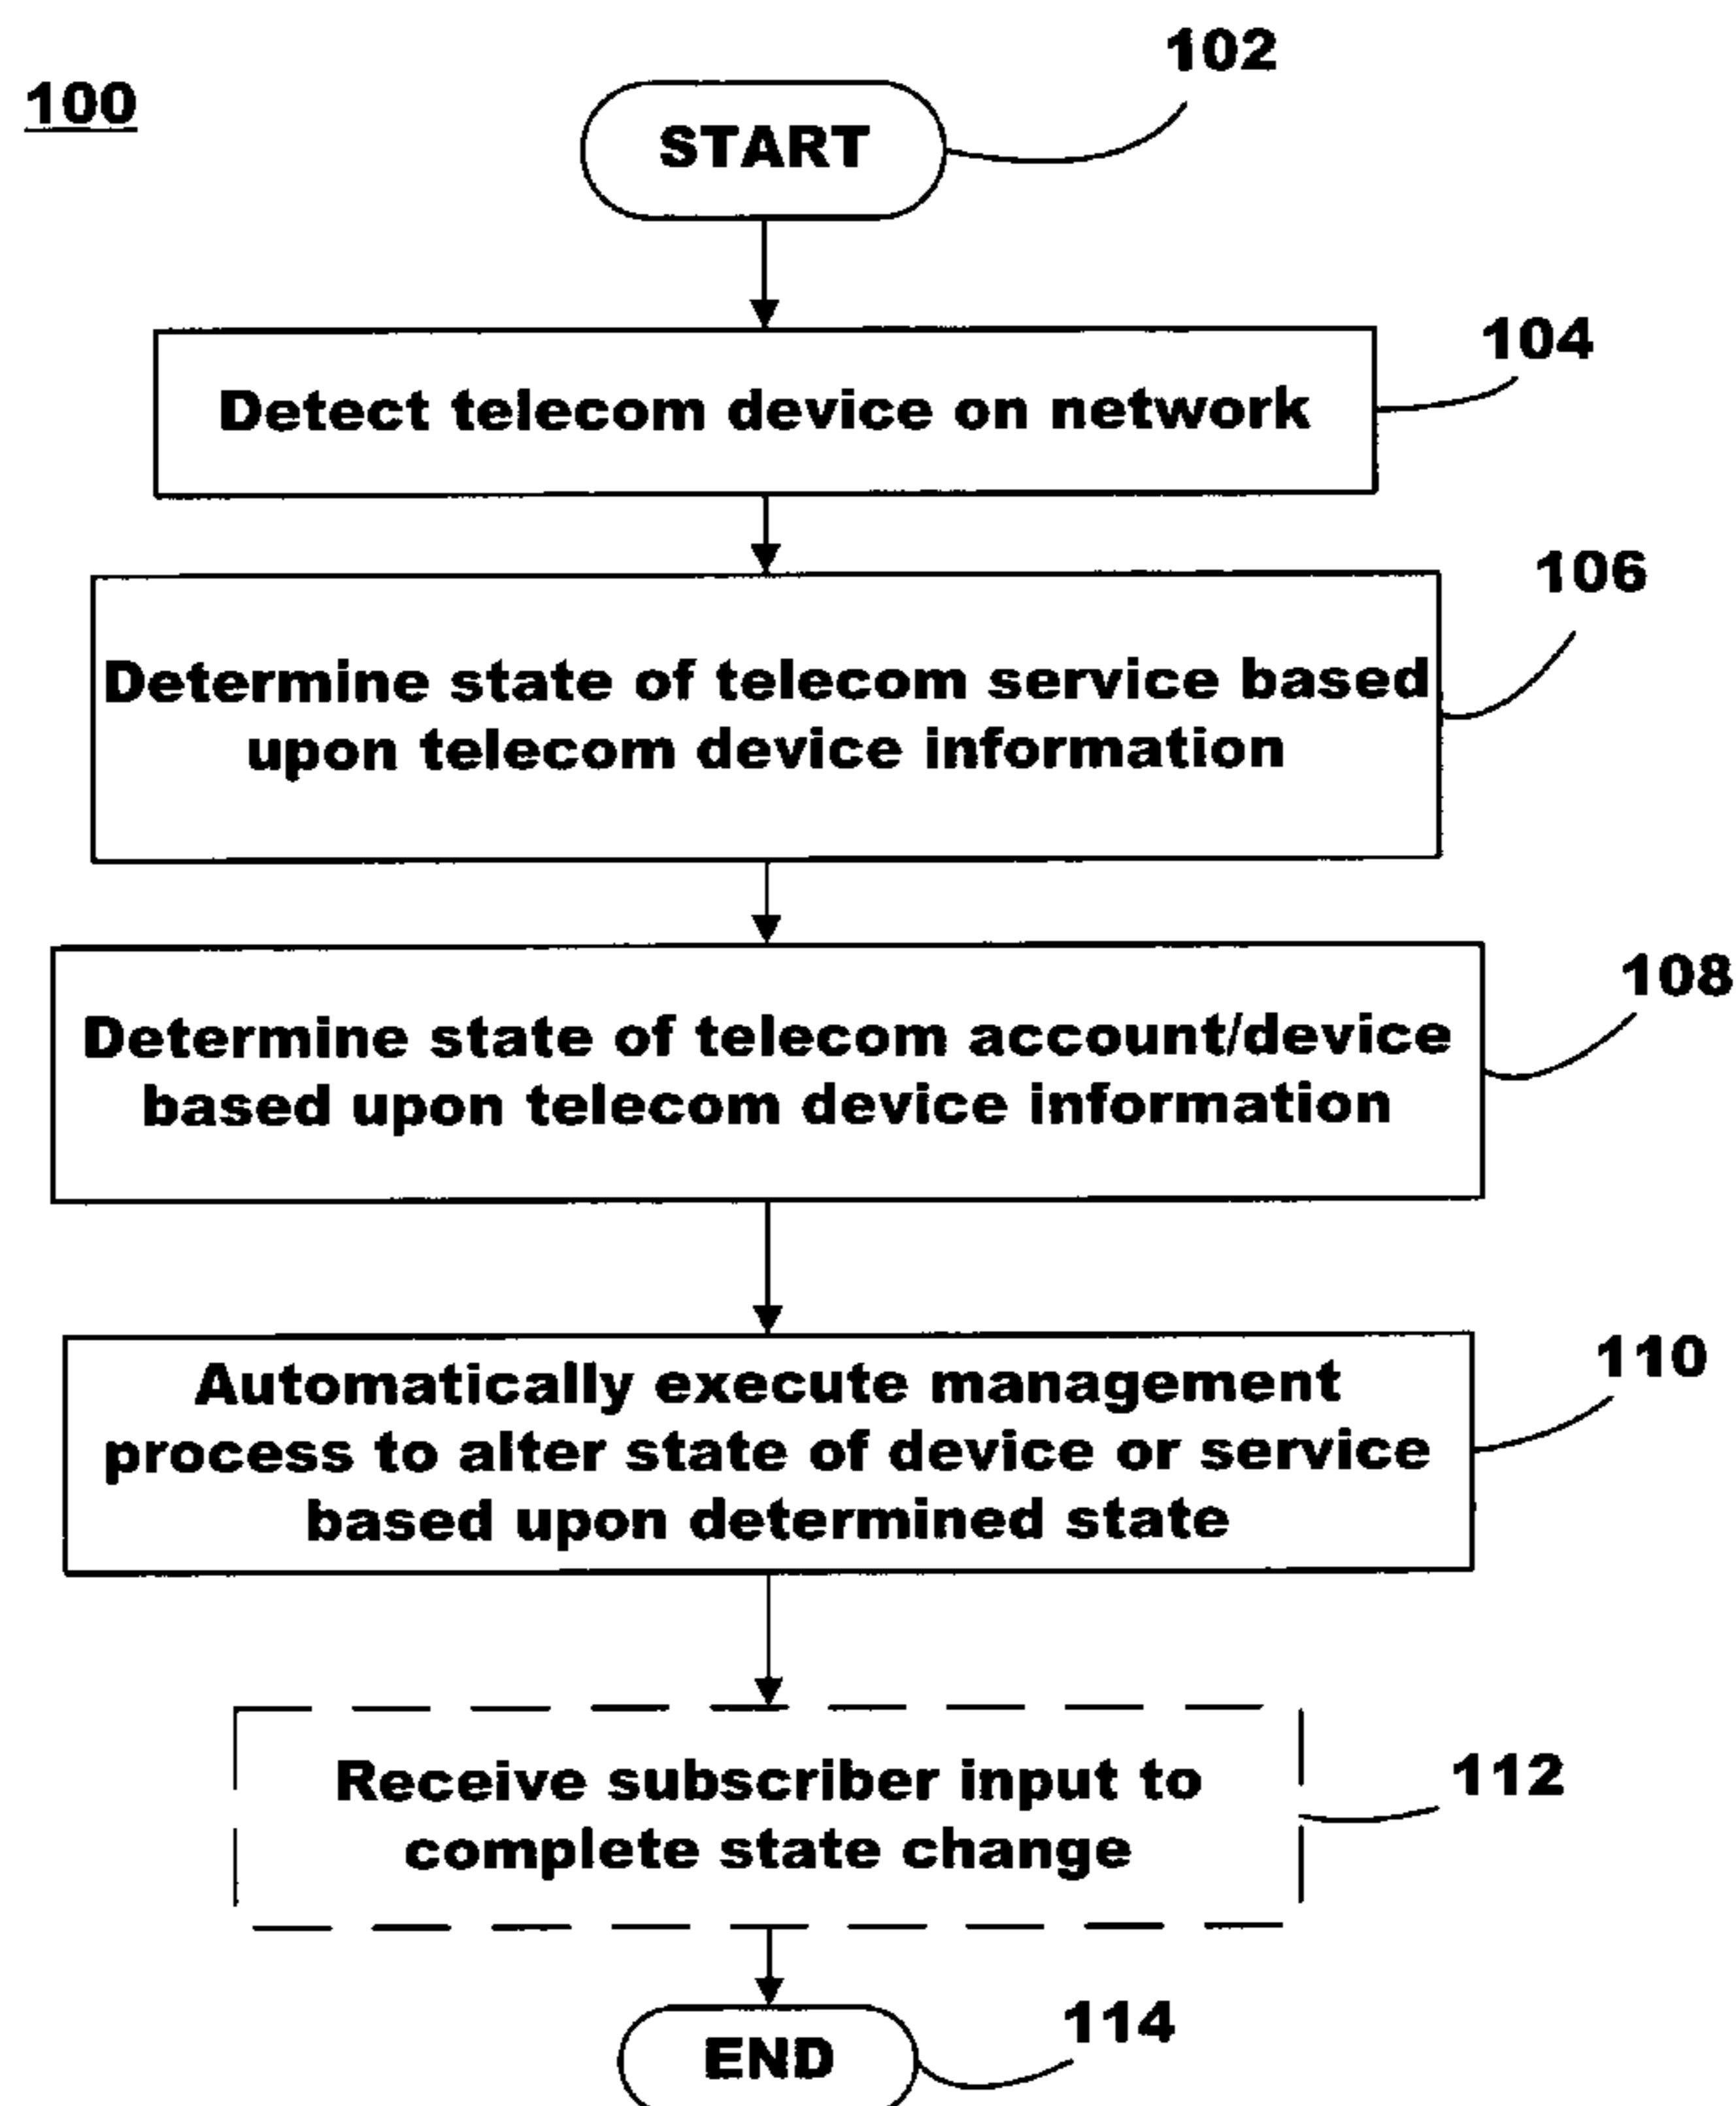 102
100
START
104
Detect telecom device on network
106
Determine state of telecom service based
upon telecom device information
108
Determine state of telecom account/device
based upon telecom device information
110
Automatically execute management
process to alter state of device or service
based upon determined state
112
Receive subscriber input to
complete state change
114
END